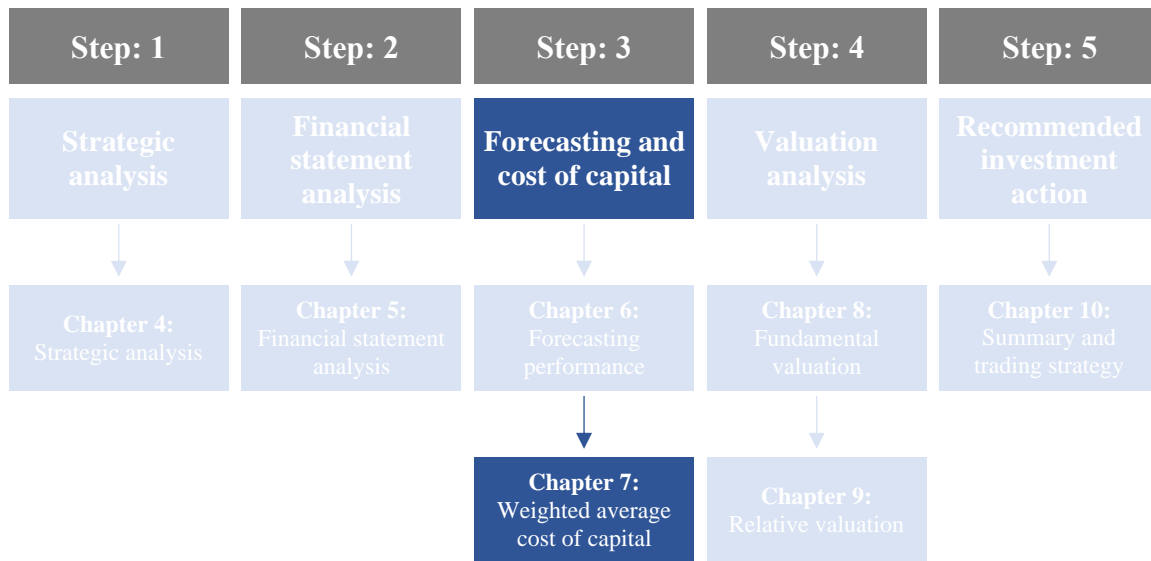 Step: 1
Step: 2
Step: 3
Step: 4
Step: 5
Strategic
analysis
Financial
statement
analysis
Forecasting and
cost of capital
Valuation
analysis
Recommended
investment
action
Chapter 4:
Strategic analysis
Chapter 5:
Financial statement
analysis
Chapter 6:
Forecasting
performance
Chapter 8:
Fundamental
valuation
Chapter 10:
Summary and
trading strategy
Chapter 7:
Weighted average
cost of capital
Chapter 9:
Relative valuation